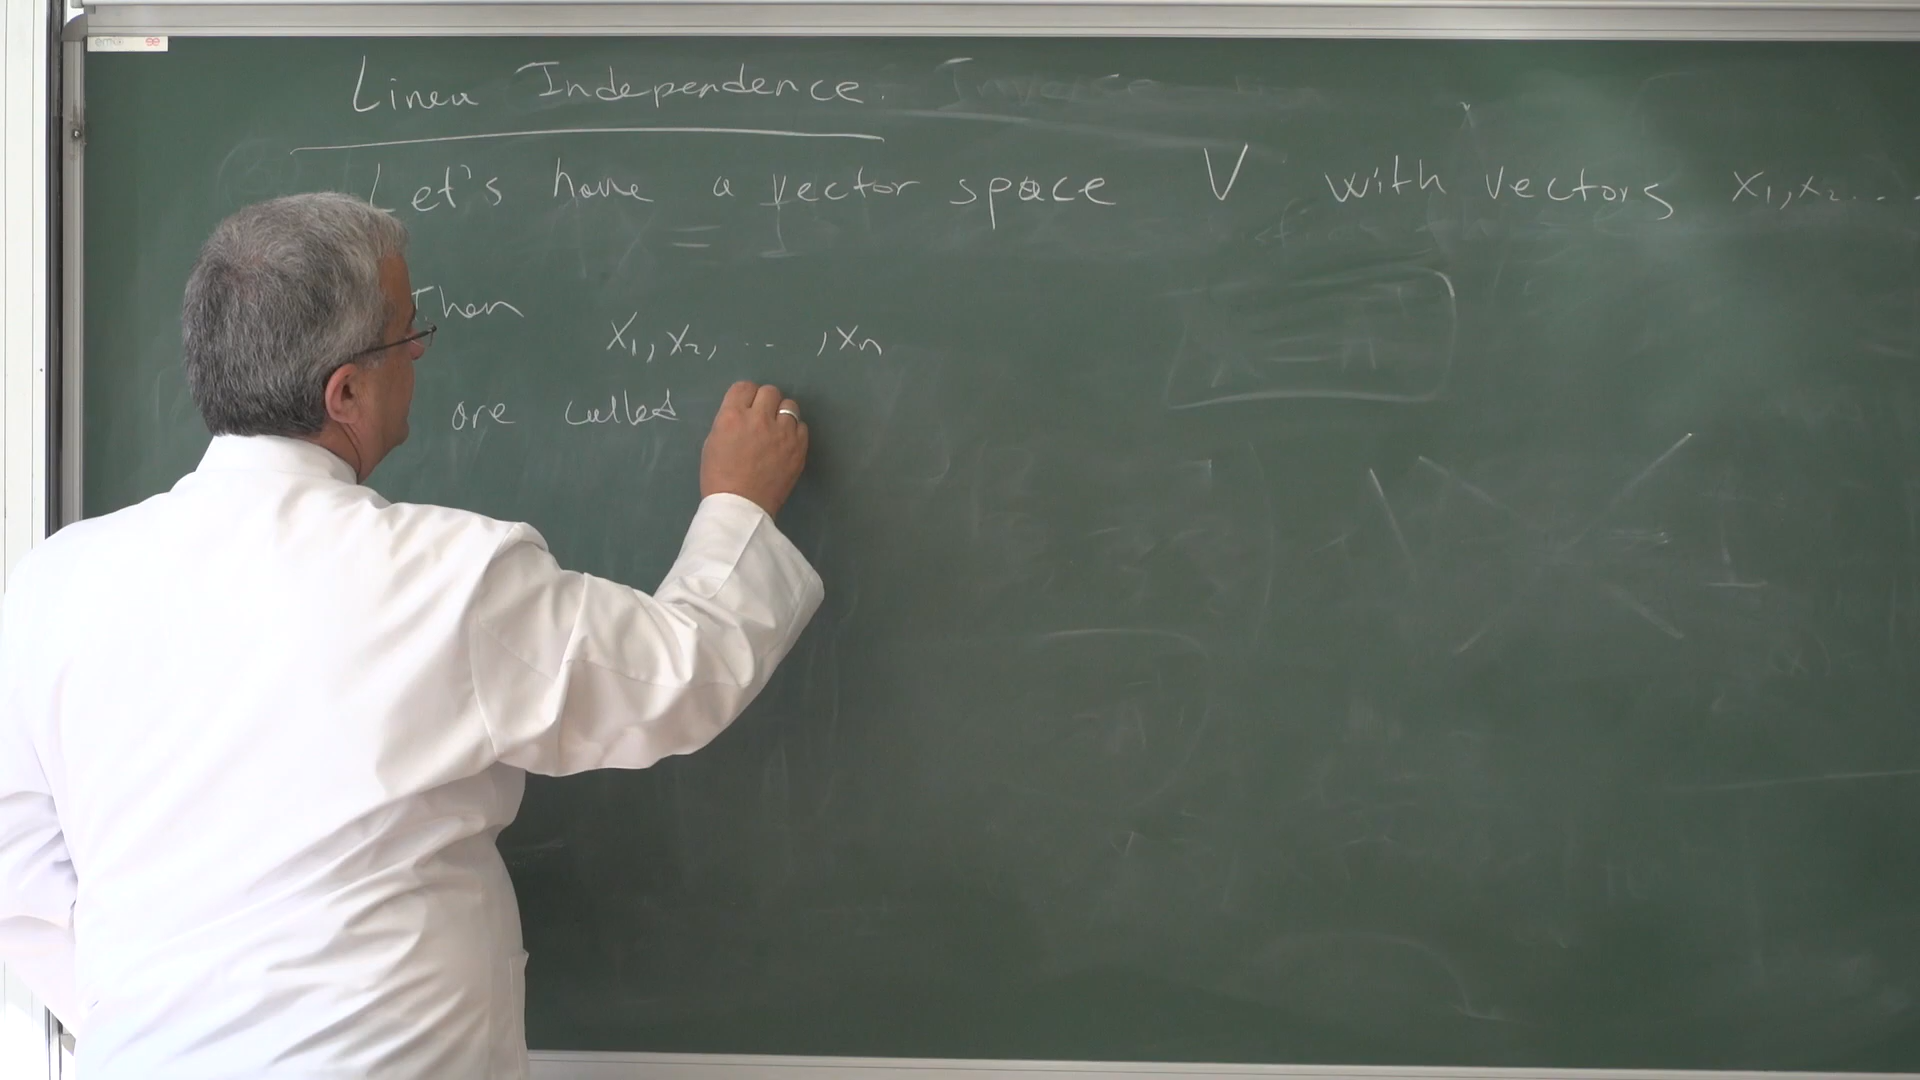 Linea Independence.
Let's have a vector space V with vectors x1, x2...
Then
x1, x2, ... , xn
are called